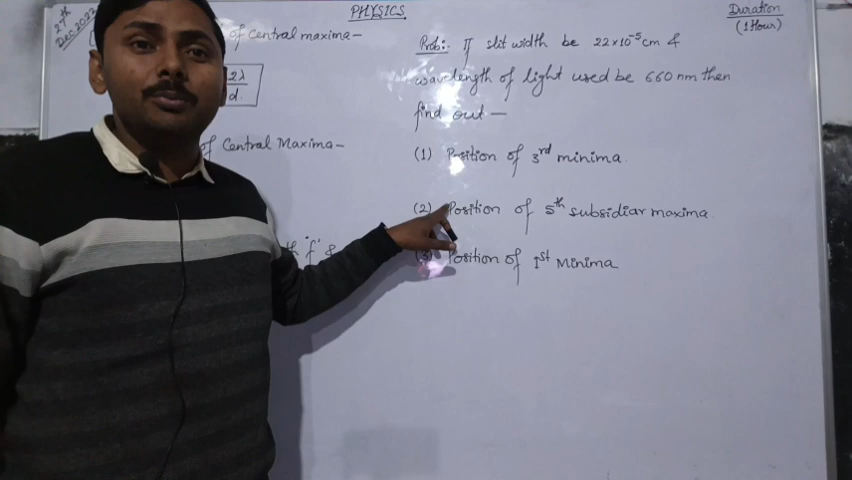 PHYSICS
Duration
(1 Hour)
27th
Dec 2022
of Central maxima-
2λ
d.
of Central Maxima-
Prob:- If slit width be 22×10⁻⁵cm &
wavelength of light used be 660 nm then
find out —
(1) Position of 3rd minima.
(2) Position of 5th subsidiar maxima.
(3) Position of 1st Minima
&